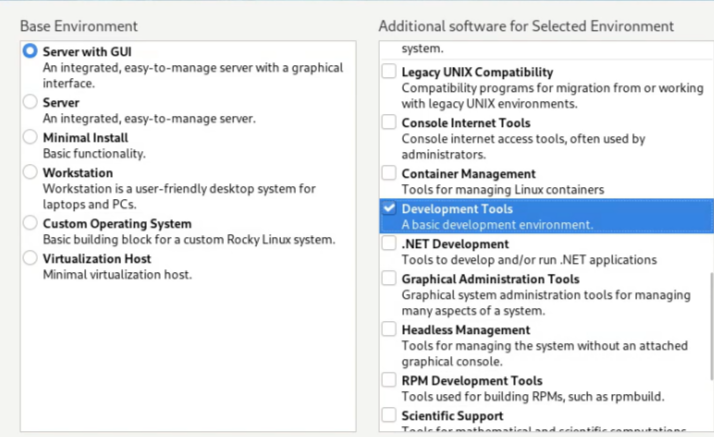 Base Environment
Server with GUI
An integrated, easy-to-manage server with a graphical
interface.
Server
An integrated, easy-to-manage server.
Minimal Install
Basic functionality.
Workstation
Workstation is a user-friendly desktop system for
laptops and PCs.
Custom Operating System
Basic building block for a custom Rocky Linux system.
Virtualization Host
Minimal virtualization host.
Additional software for Selected Environment
system.
Legacy UNIX Compatibility
Compatibility programs for migration from or working
with legacy UNIX environments.
Console Internet Tools
Console internet access tools, often used by
administrators.
Container Management
Tools for managing Linux containers
Development Tools
A basic development environment.
.NET Development
Tools to develop and/or run .NET applications
Graphical Administration Tools
Graphical system administration tools for managing
many aspects of a system.
Headless Management
Tools for managing the system without an attached
graphical console.
RPM Development Tools
Tools used for building RPMs, such as rpmbuild.
Scientific Support
Tools for mathematical and scientific computations